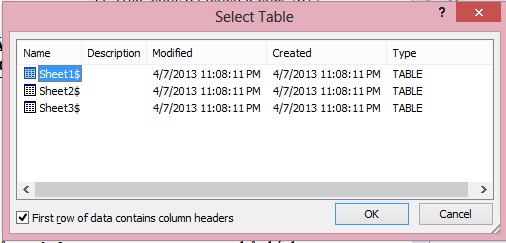 Select Table
?
Name Description Modified Created Type
Sheet1$ 4/7/2013 11:08:11 PM 4/7/2013 11:08:11 PM TABLE
Sheet2$ 4/7/2013 11:08:11 PM 4/7/2013 11:08:11 PM TABLE
Sheet3$ 4/7/2013 11:08:11 PM 4/7/2013 11:08:11 PM TABLE
First row of data contains column headers
OK
Cancel